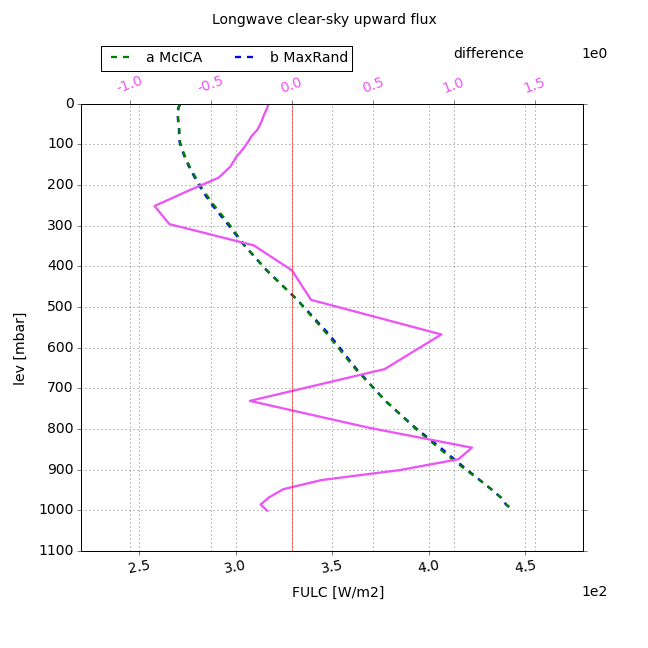 Longwave clear-sky upward flux
a McICA b MaxRand difference 1e0
-1.0 -0.5 0.0 0.5 1.0 1.5
0
100
200
300
400
500
600
700
800
900
1000
1100
lev [mbar]
2.5 3.0 3.5 4.0 4.5
FULC [W/m2] 1e2